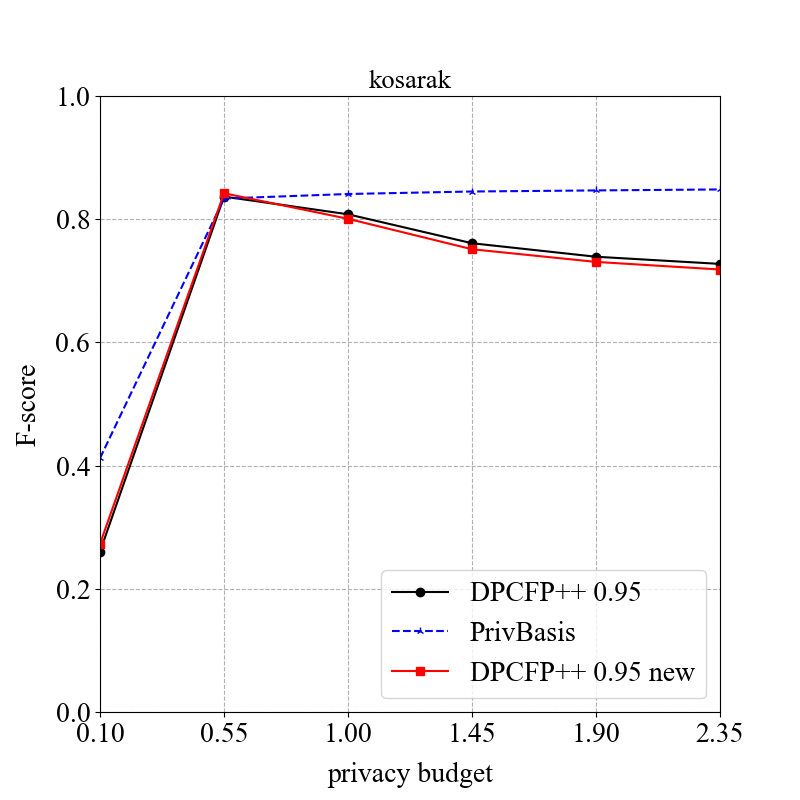 kosarak
1.0
0.8
0.6
0.4
0.2
0.0
F-score
DPCFP++ 0.95
PrivBasis
DPCFP++ 0.95 new
0.10 0.55 1.00 1.45 1.90 2.35
privacy budget